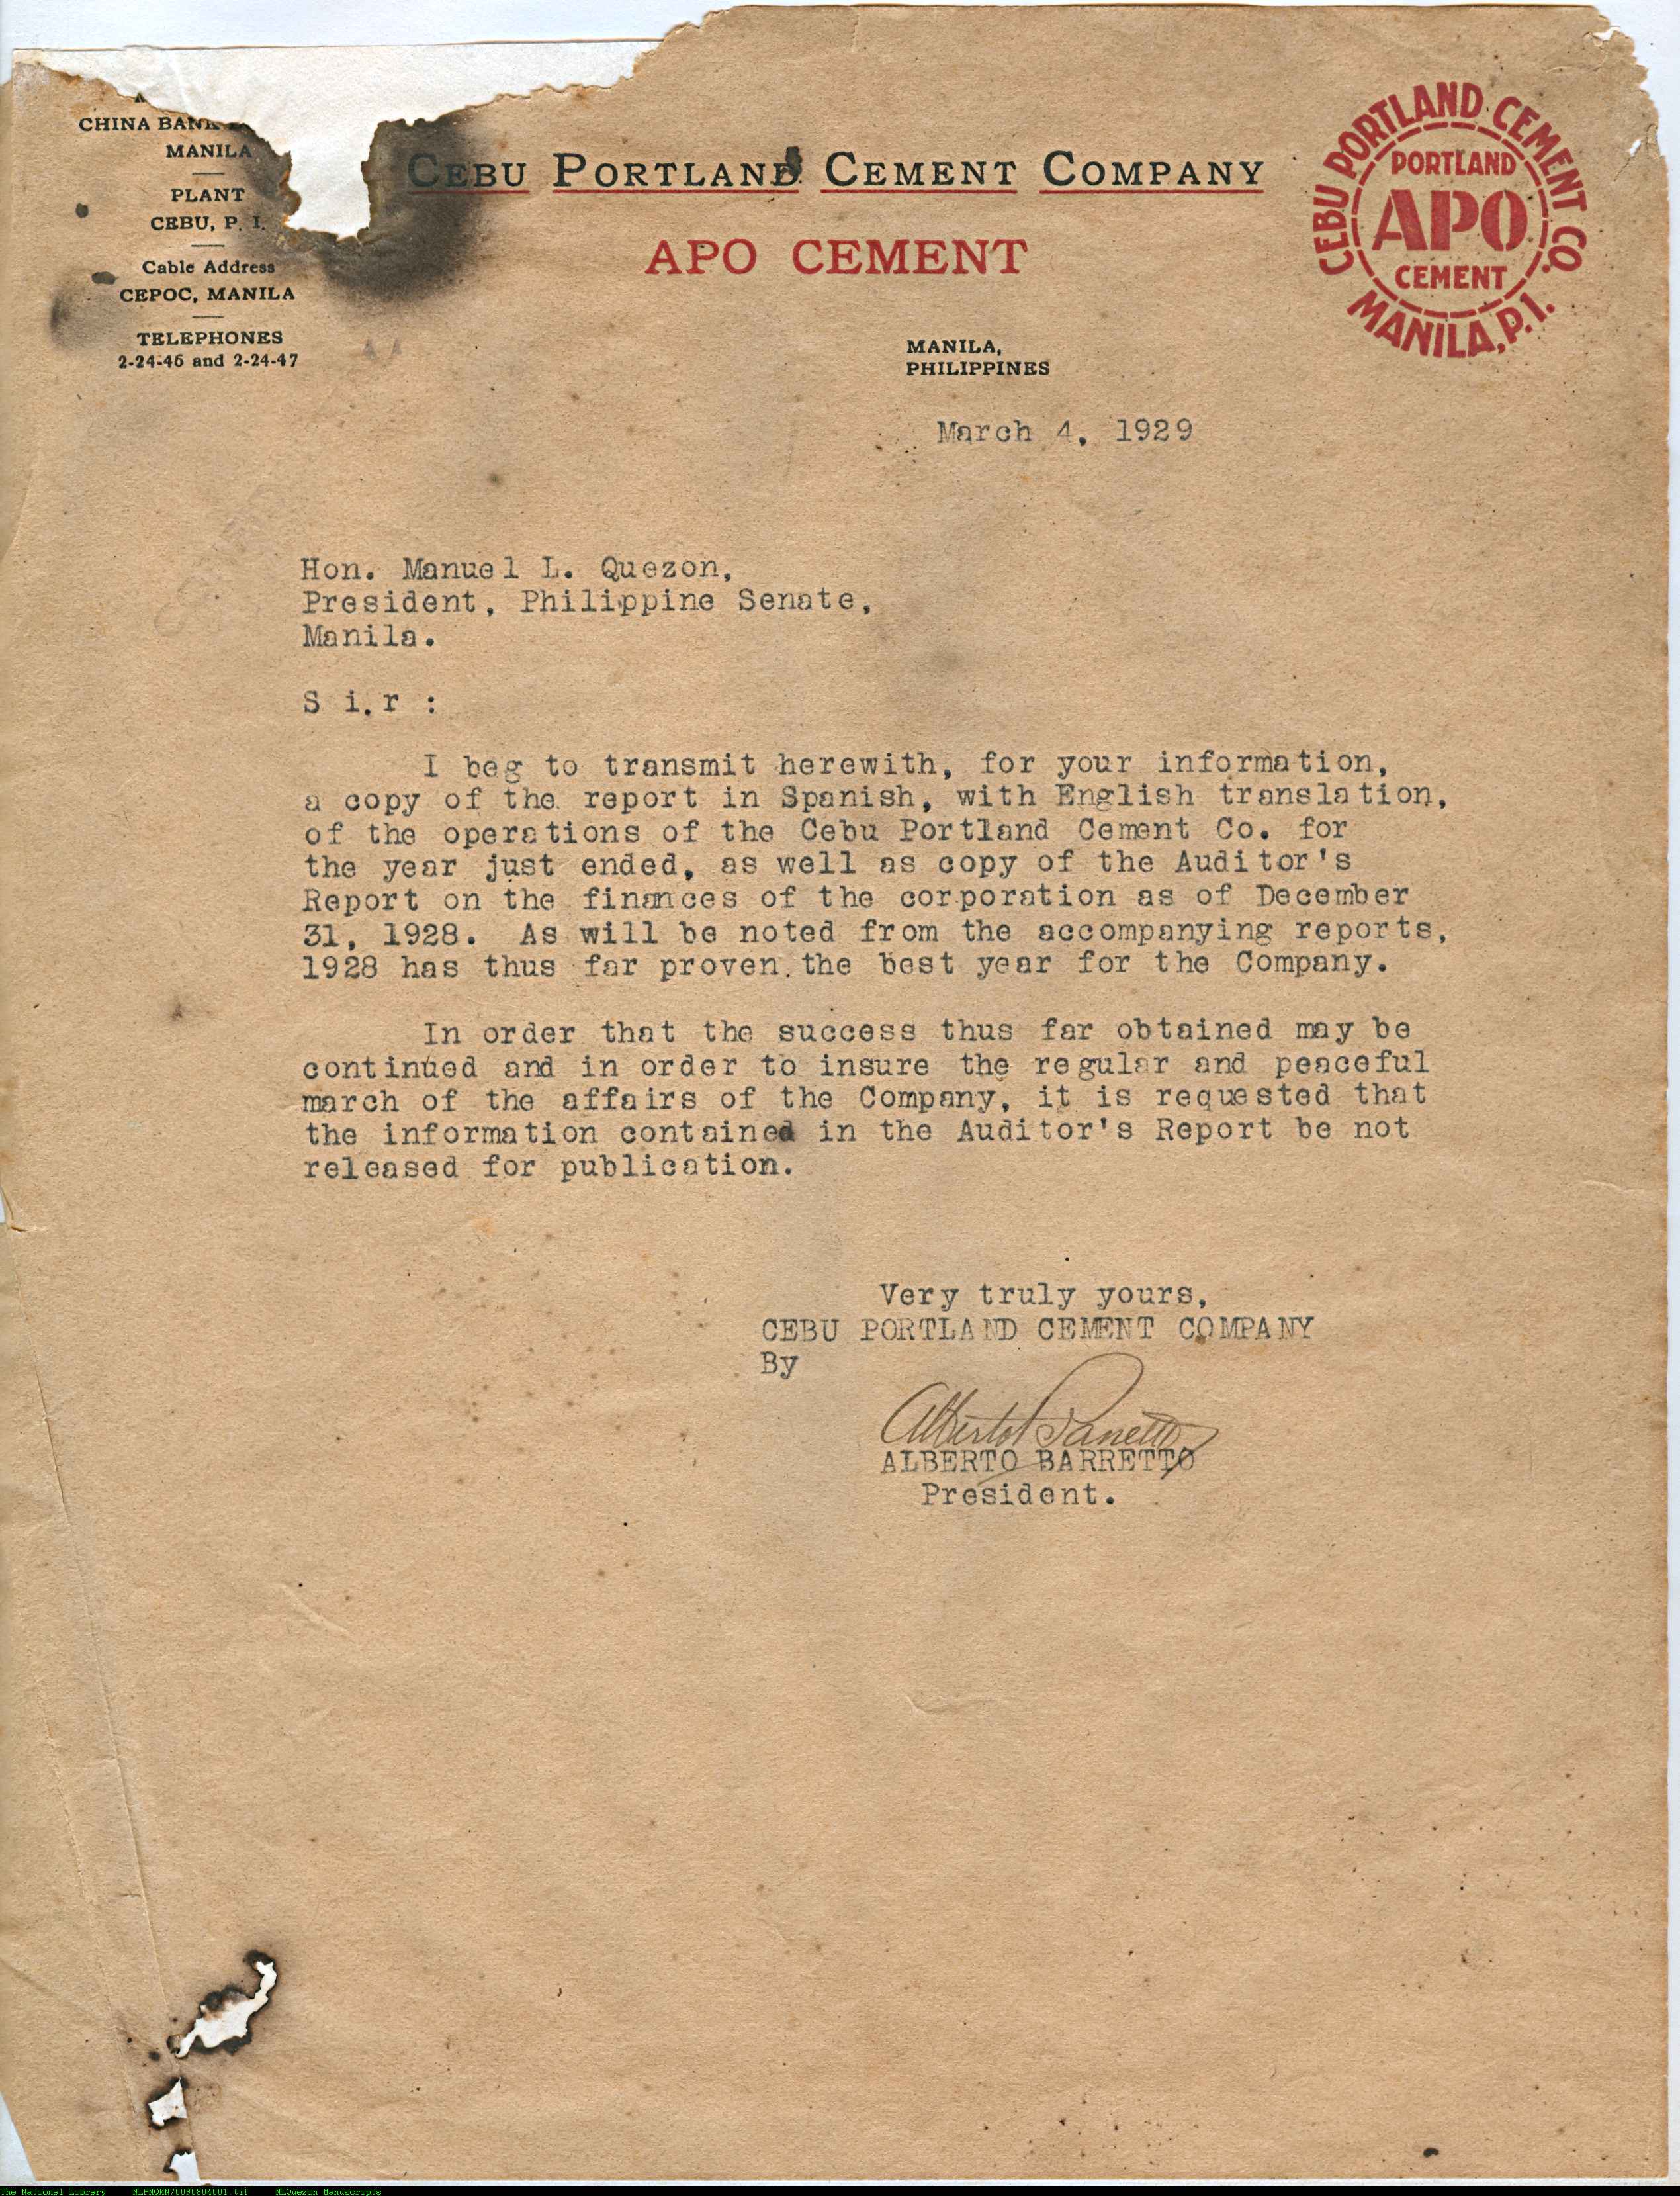 CHINA BANK
MANILA
PLANT
CEBU, P. I.
Cable Address
CEPOC, MANILA
TELEPHONES
2-24-46 and 2-24-47
CEBU PORTLAND CEMENT COMPANY
APO CEMENT
CEBU PORTLAND CEMENT CO.
PORTLAND
APO
CEMENT
MANILA, P.I.
MANILA,
PHILIPPINES
March 4, 1929
Hon. Manuel L. Quezon,
President, Philippine Senate,
Manila.
S i r :
I beg to transmit herewith, for your information,
a copy of the report in Spanish, with English translation,
of the operations of the Cebu Portland Cement Co. for
the year just ended, as well as copy of the Auditor's
Report on the finances of the corporation as of December
31, 1928. As will be noted from the accompanying reports,
1928 has thus far proven the best year for the Company.
In order that the success thus far obtained may be
continued and in order to insure the regular and peaceful
march of the affairs of the Company, it is requested that
the information contained in the Auditor's Report be not
released for publication.
Very truly yours,
CEBU PORTLAND CEMENT COMPANY
By
Alberto Barretto
ALBERTO BARRETTO
President.
The National Library NLPMQMN70090804001.tif MLQuezon Manuscripts